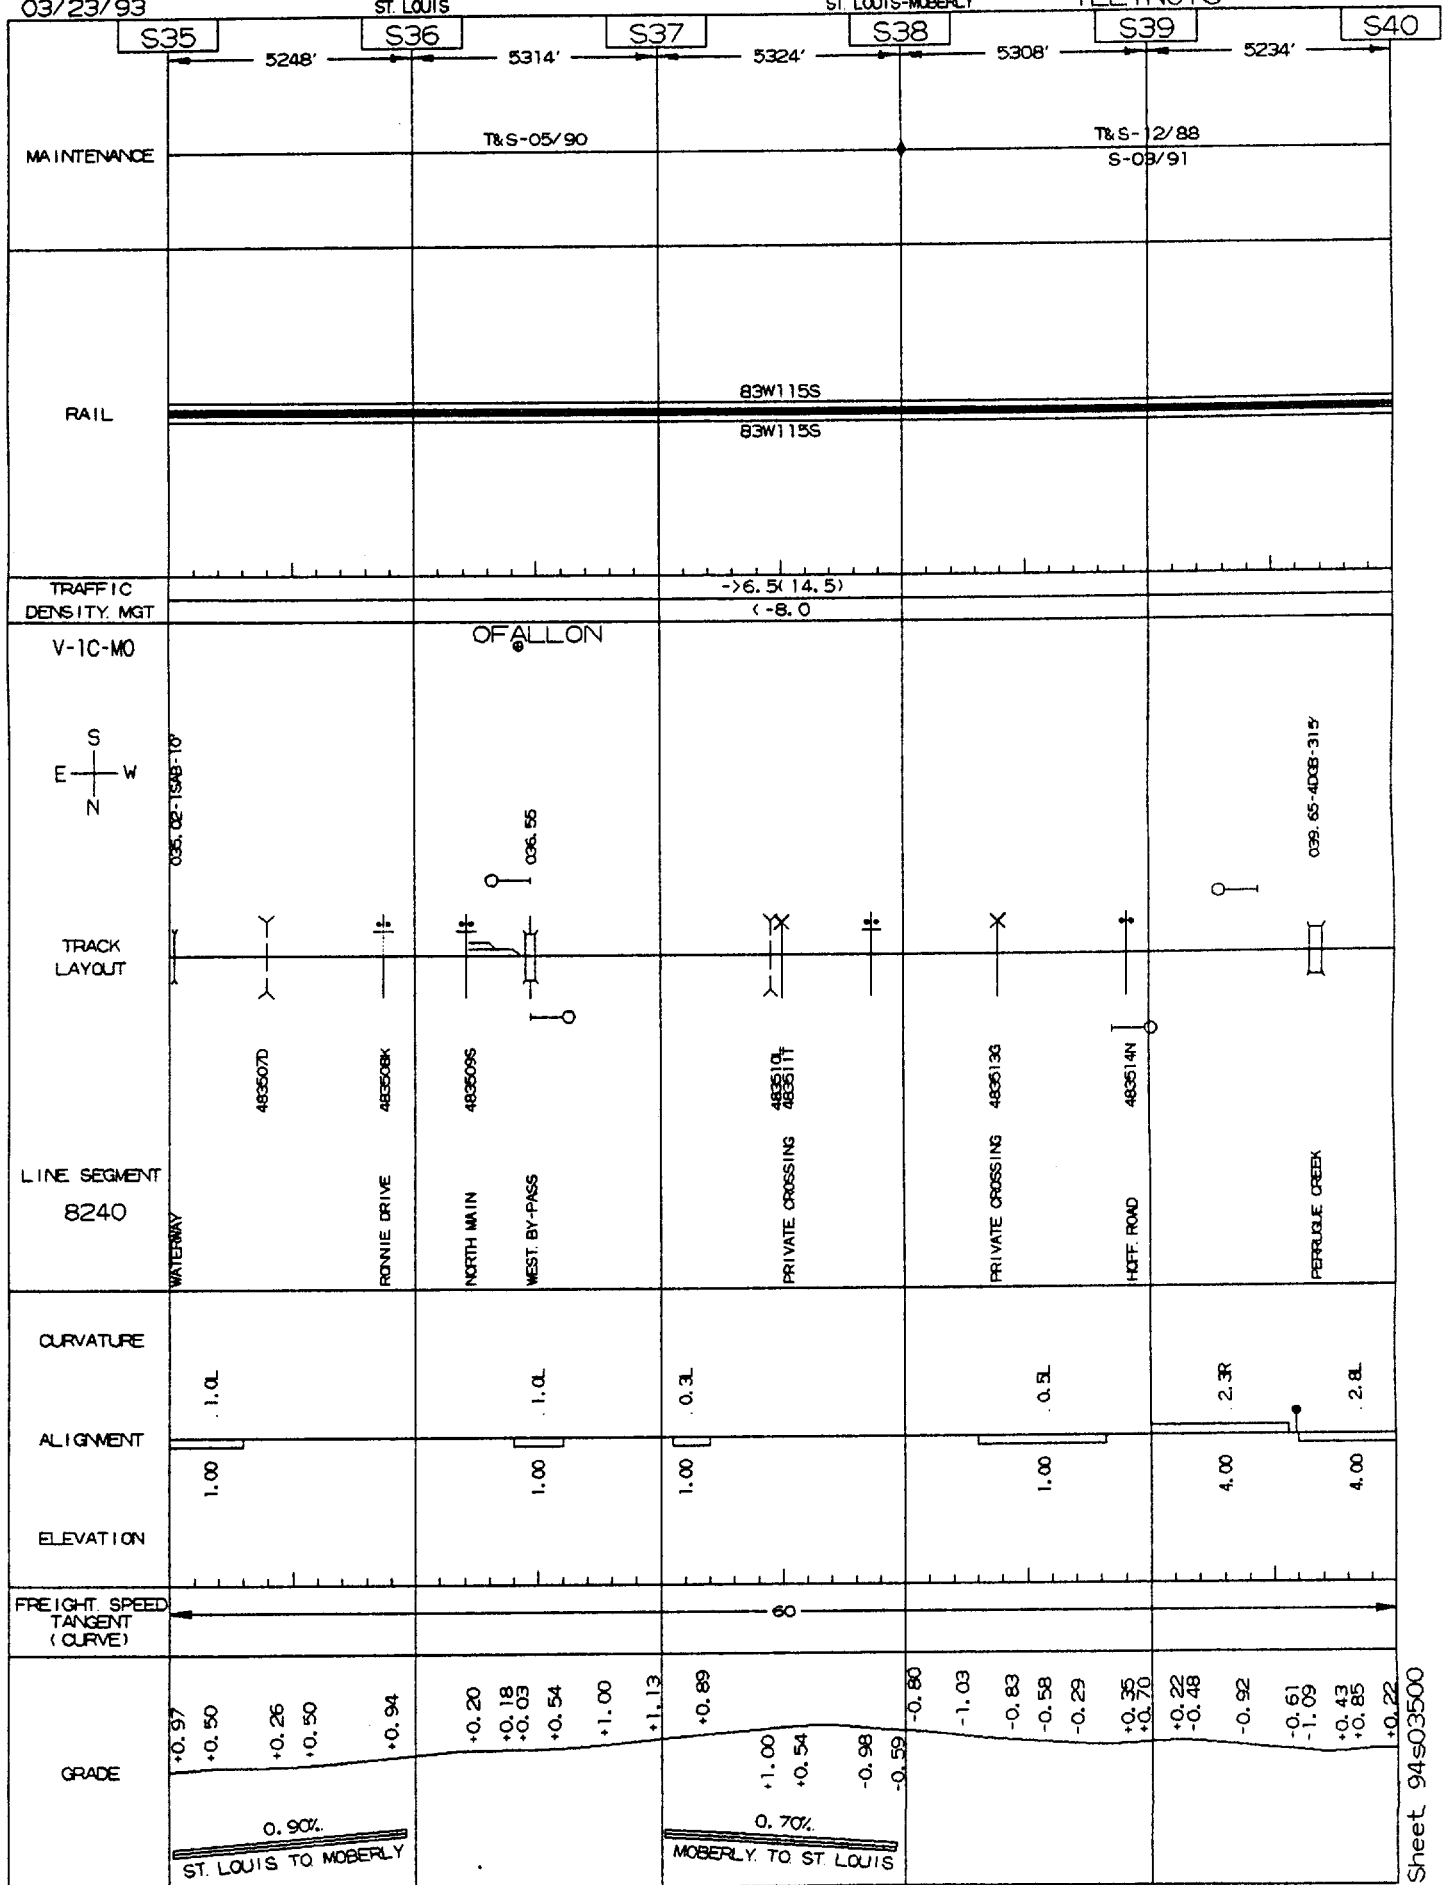 03/23/93 ST. LOUIS ST. LOUIS-MOBERLY
S35 S36 S37 S38 S39 S40
5248' 5314' 5324' 5308' 5234'
MAINTENANCE
T&S-05/90
T&S-12/88
S-03/91
RAIL
83W115S
83W115S
TRAFFIC
DENSITY. MGT
->6.5(14.5)
<-8.0
V-1C-MO
OFALLON
S
E W
N
035.02-1SAB-10'
036.56
039.65-4DGB-315'
TRACK
LAYOUT
483507D
483508K
483509S
483510L
483511T
483513G
483514N
LINE SEGMENT
8240
WATERWAY
RONNIE DRIVE
NORTH MAIN
WEST. BY-PASS
PRIVATE CROSSING
PRIVATE CROSSING
HOFF. ROAD
PERRUQUE CREEK
CURVATURE
1.0L 1.0L 0.3L 0.5L 2.3R 2.8L
ALIGNMENT
1.00 1.00 1.00 1.00 4.00 4.00
ELEVATION
FREIGHT. SPEED
TANGENT
(CURVE)
60
+0.97 +0.50 +0.26 +0.50 +0.94 +0.20 +0.18 +0.03 +0.54 +1.00 +1.13 +0.89 -0.80 -1.03 -0.83 -0.58 -0.29 +0.35 +0.70 +0.22 -0.48 -0.92 -0.61 -1.09 +0.43 +0.85 +0.22
+1.00 +0.54 -0.98 -0.59
GRADE
0.90%
ST. LOUIS TO MOBERLY
0.70%
MOBERLY. TO ST. LOUIS
Sheet 94s03500